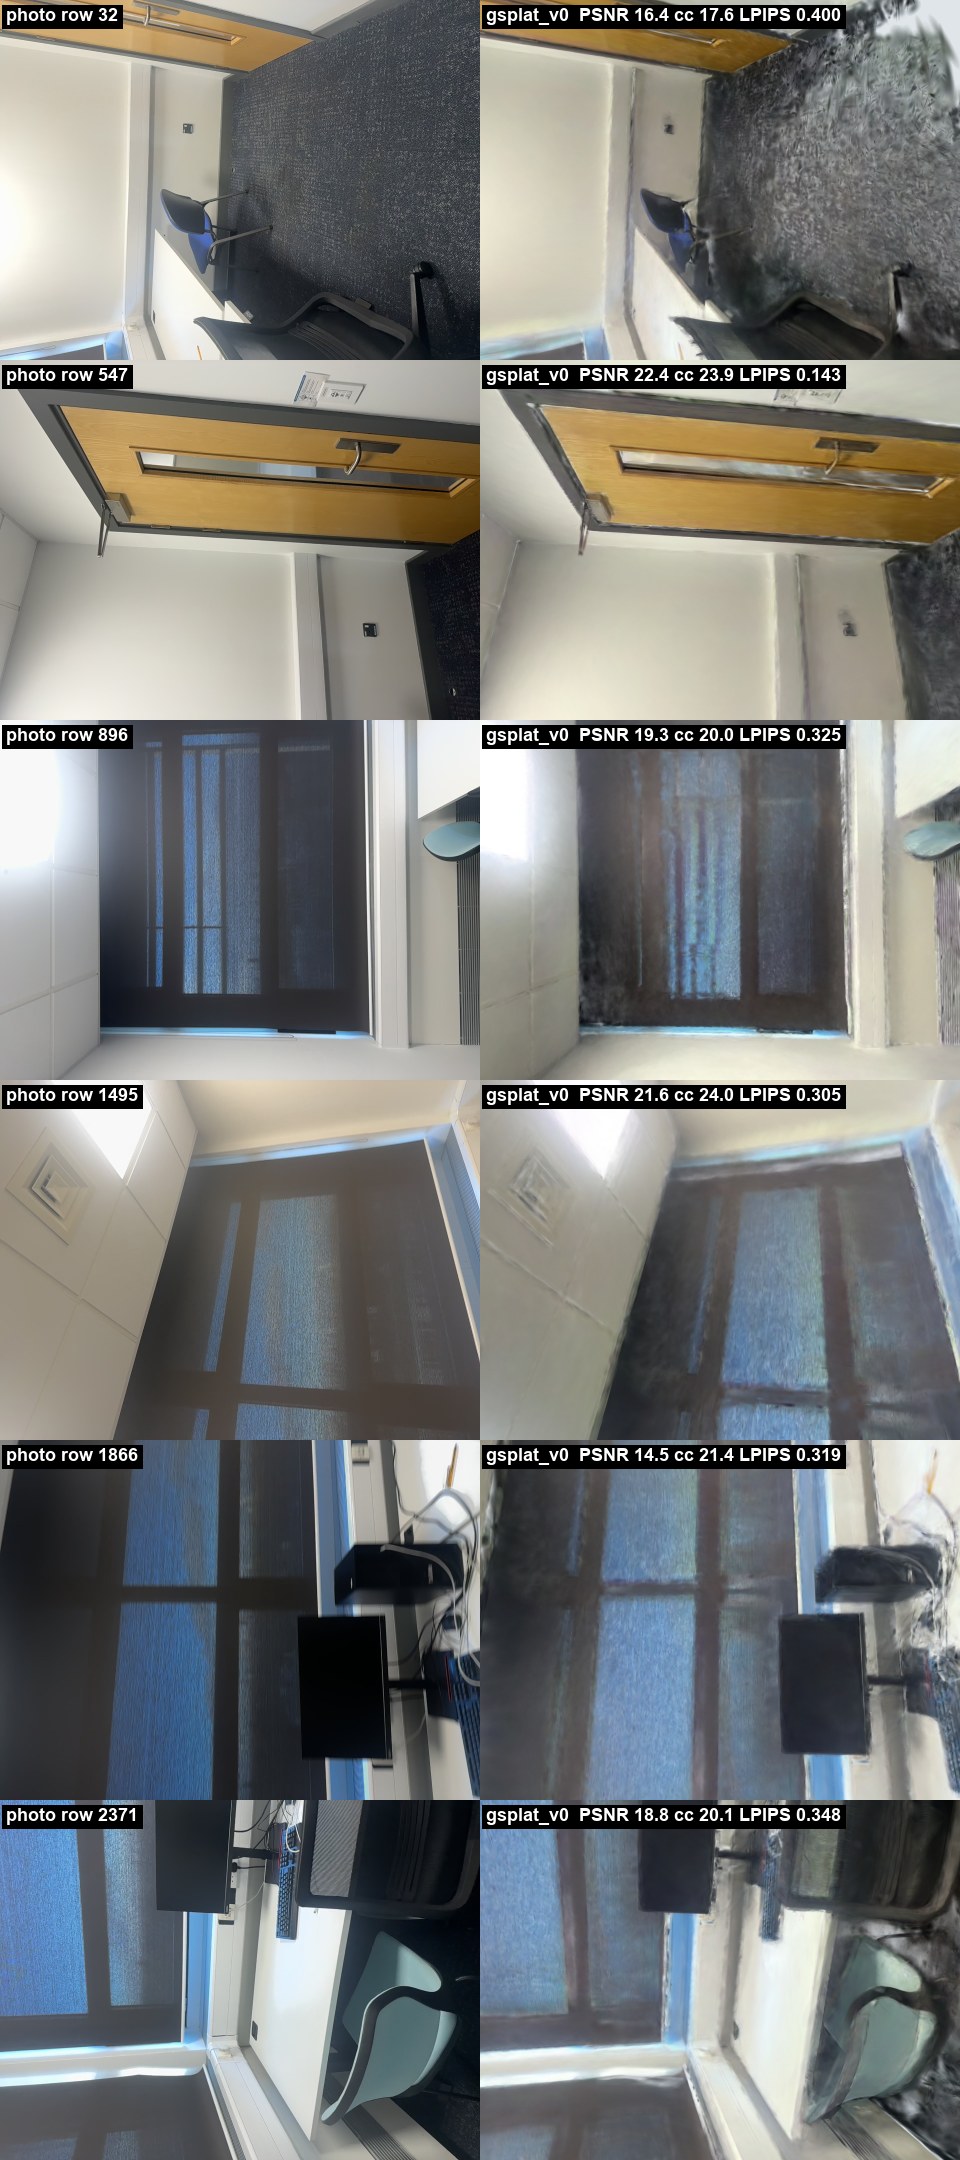 photo row 32
gsplat_v0 PSNR 16.4 cc 17.6 LPIPS 0.400
photo row 547
gsplat_v0 PSNR 22.4 cc 23.9 LPIPS 0.143
photo row 896
gsplat_v0 PSNR 19.3 cc 20.0 LPIPS 0.325
photo row 1495
gsplat_v0 PSNR 21.6 cc 24.0 LPIPS 0.305
photo row 1866
gsplat_v0 PSNR 14.5 cc 21.4 LPIPS 0.319
photo row 2371
gsplat_v0 PSNR 18.8 cc 20.1 LPIPS 0.348